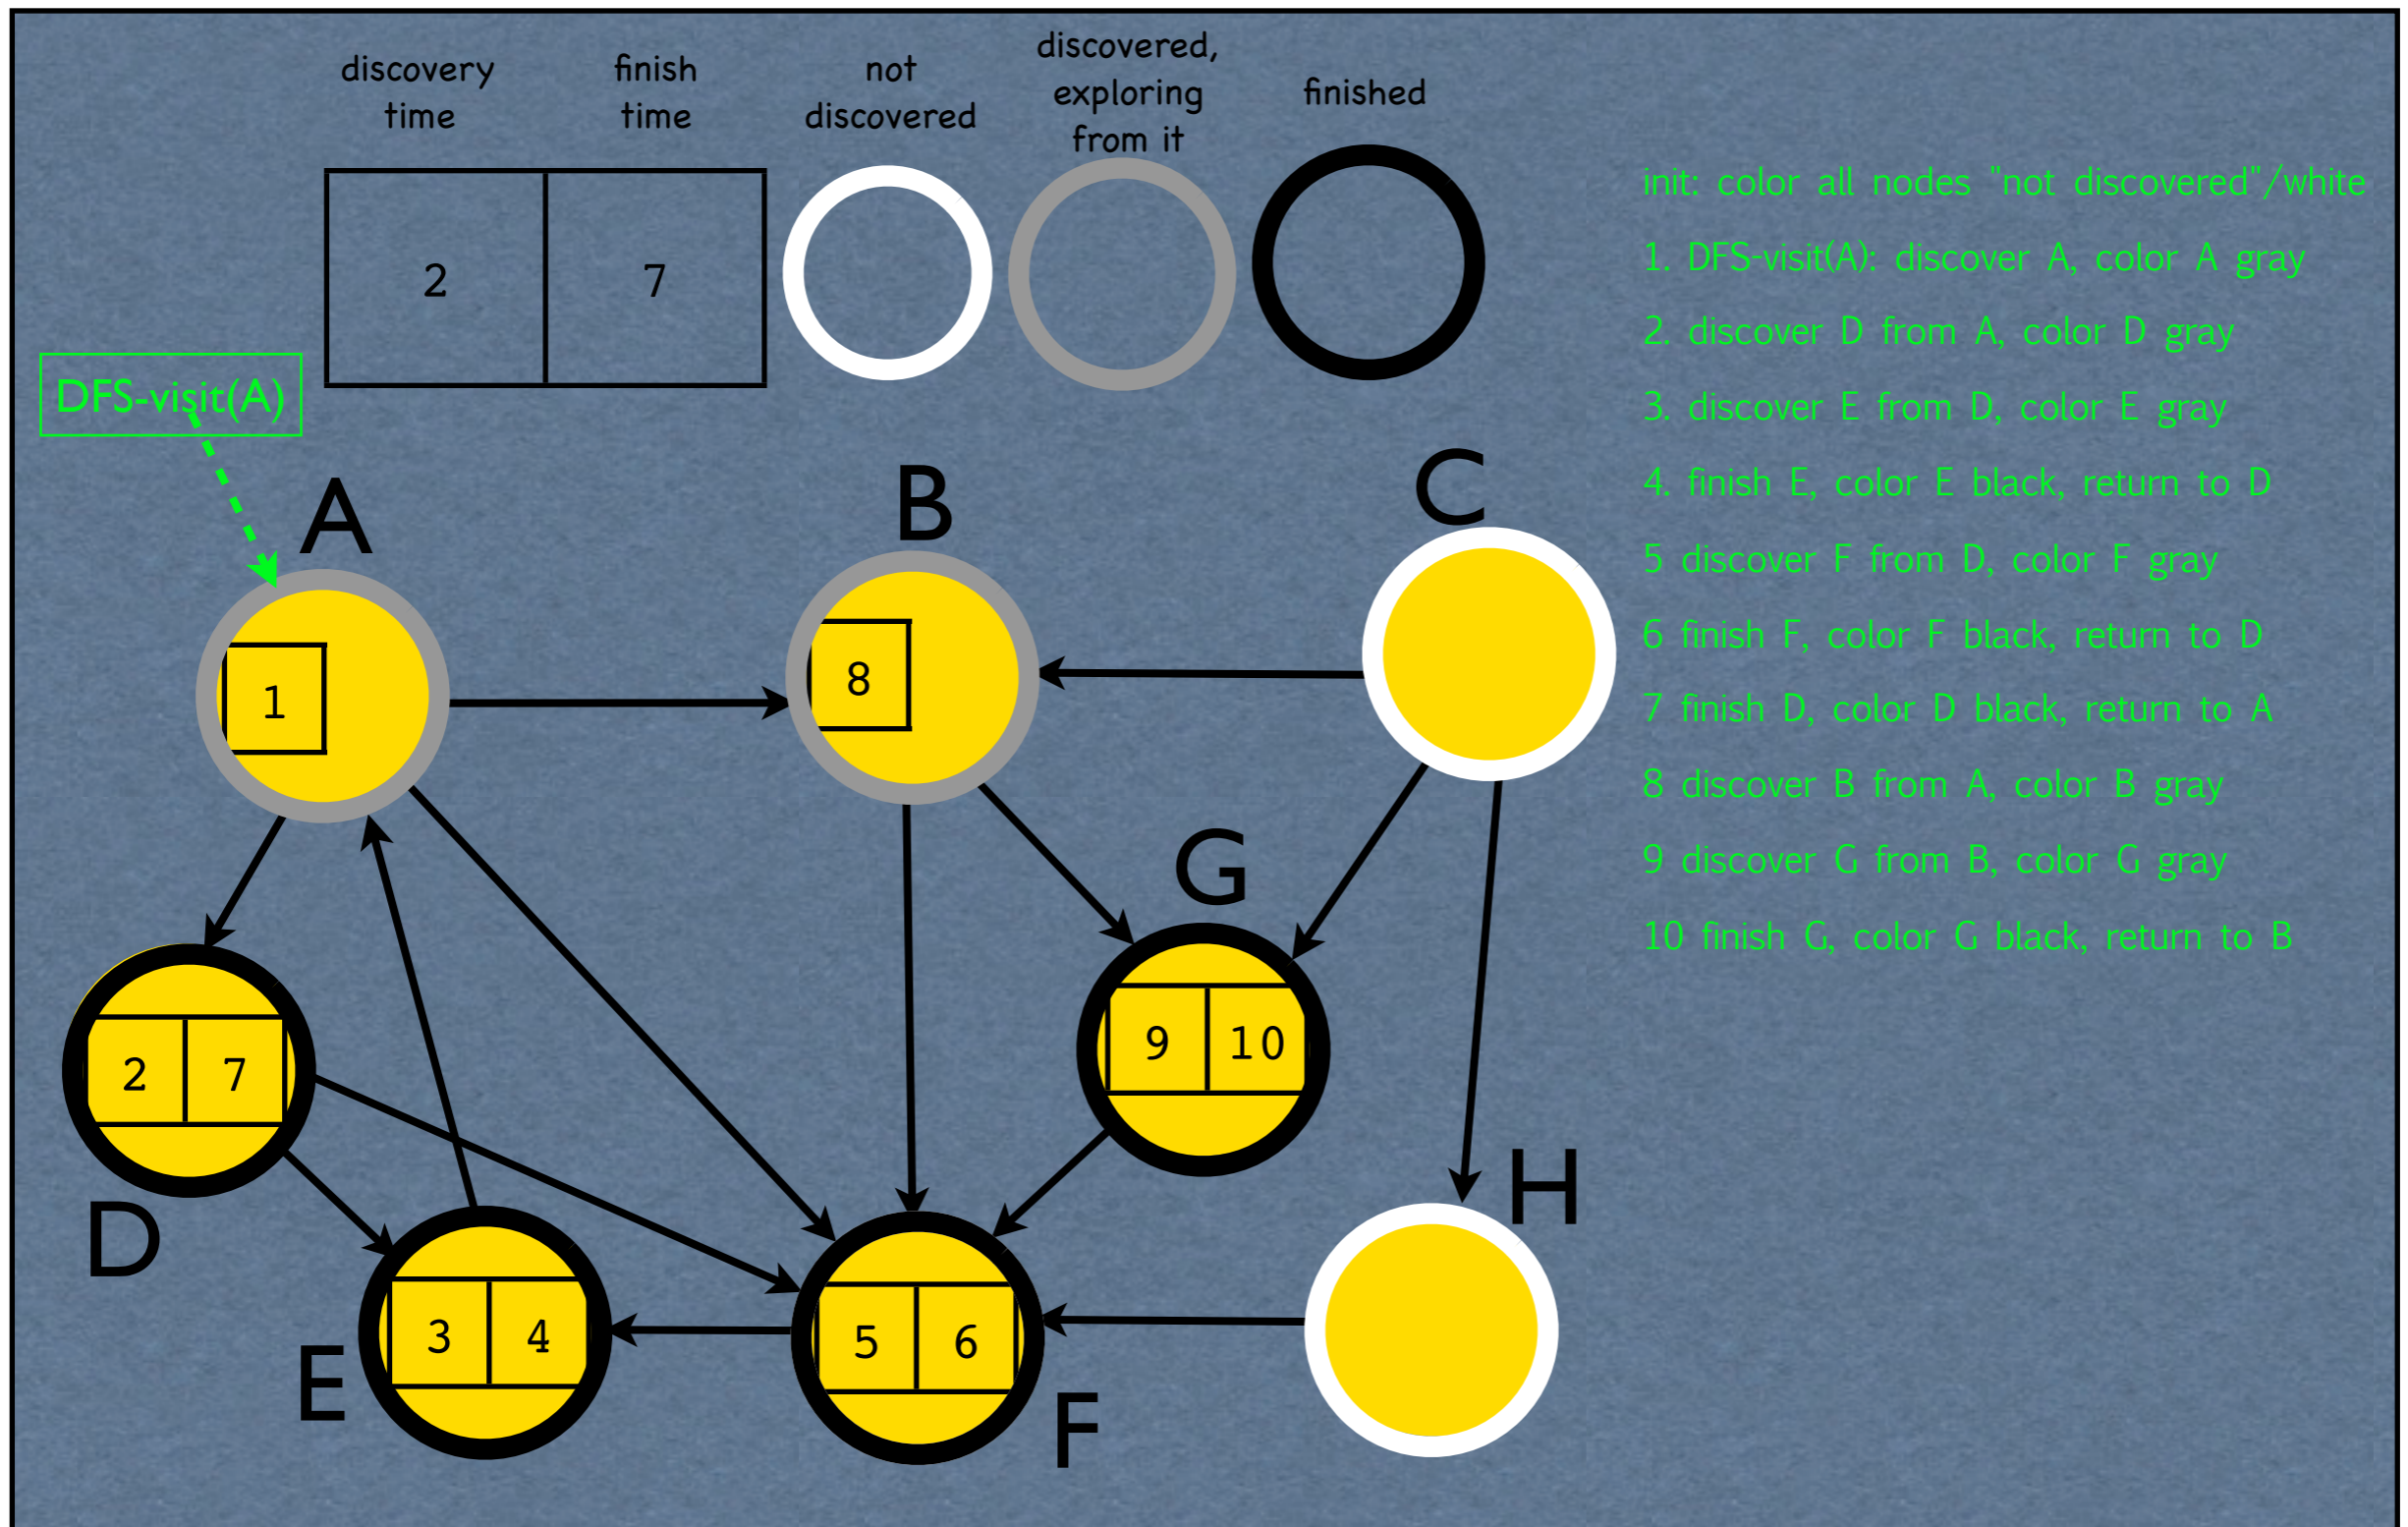 discovery
time
finish
time
not
discovered
discovered,
exploring
from it
finished
2 7
init: color all nodes "not discovered"/white
1. DFS-visit(A): discover A, color A gray
2. discover D from A, color D gray
3. discover E from D, color E gray
4. finish E, color E black, return to D
5 discover F from D, color F gray
6 finish F, color F black, return to D
7 finish D, color D black, return to A
8 discover B from A, color B gray
9 discover G from B, color G gray
10 finish G, color G black, return to B
DFS-visit(A)
A
B
C
1
8
G
9 10
2 7
D
H
E
3 4
5 6
F